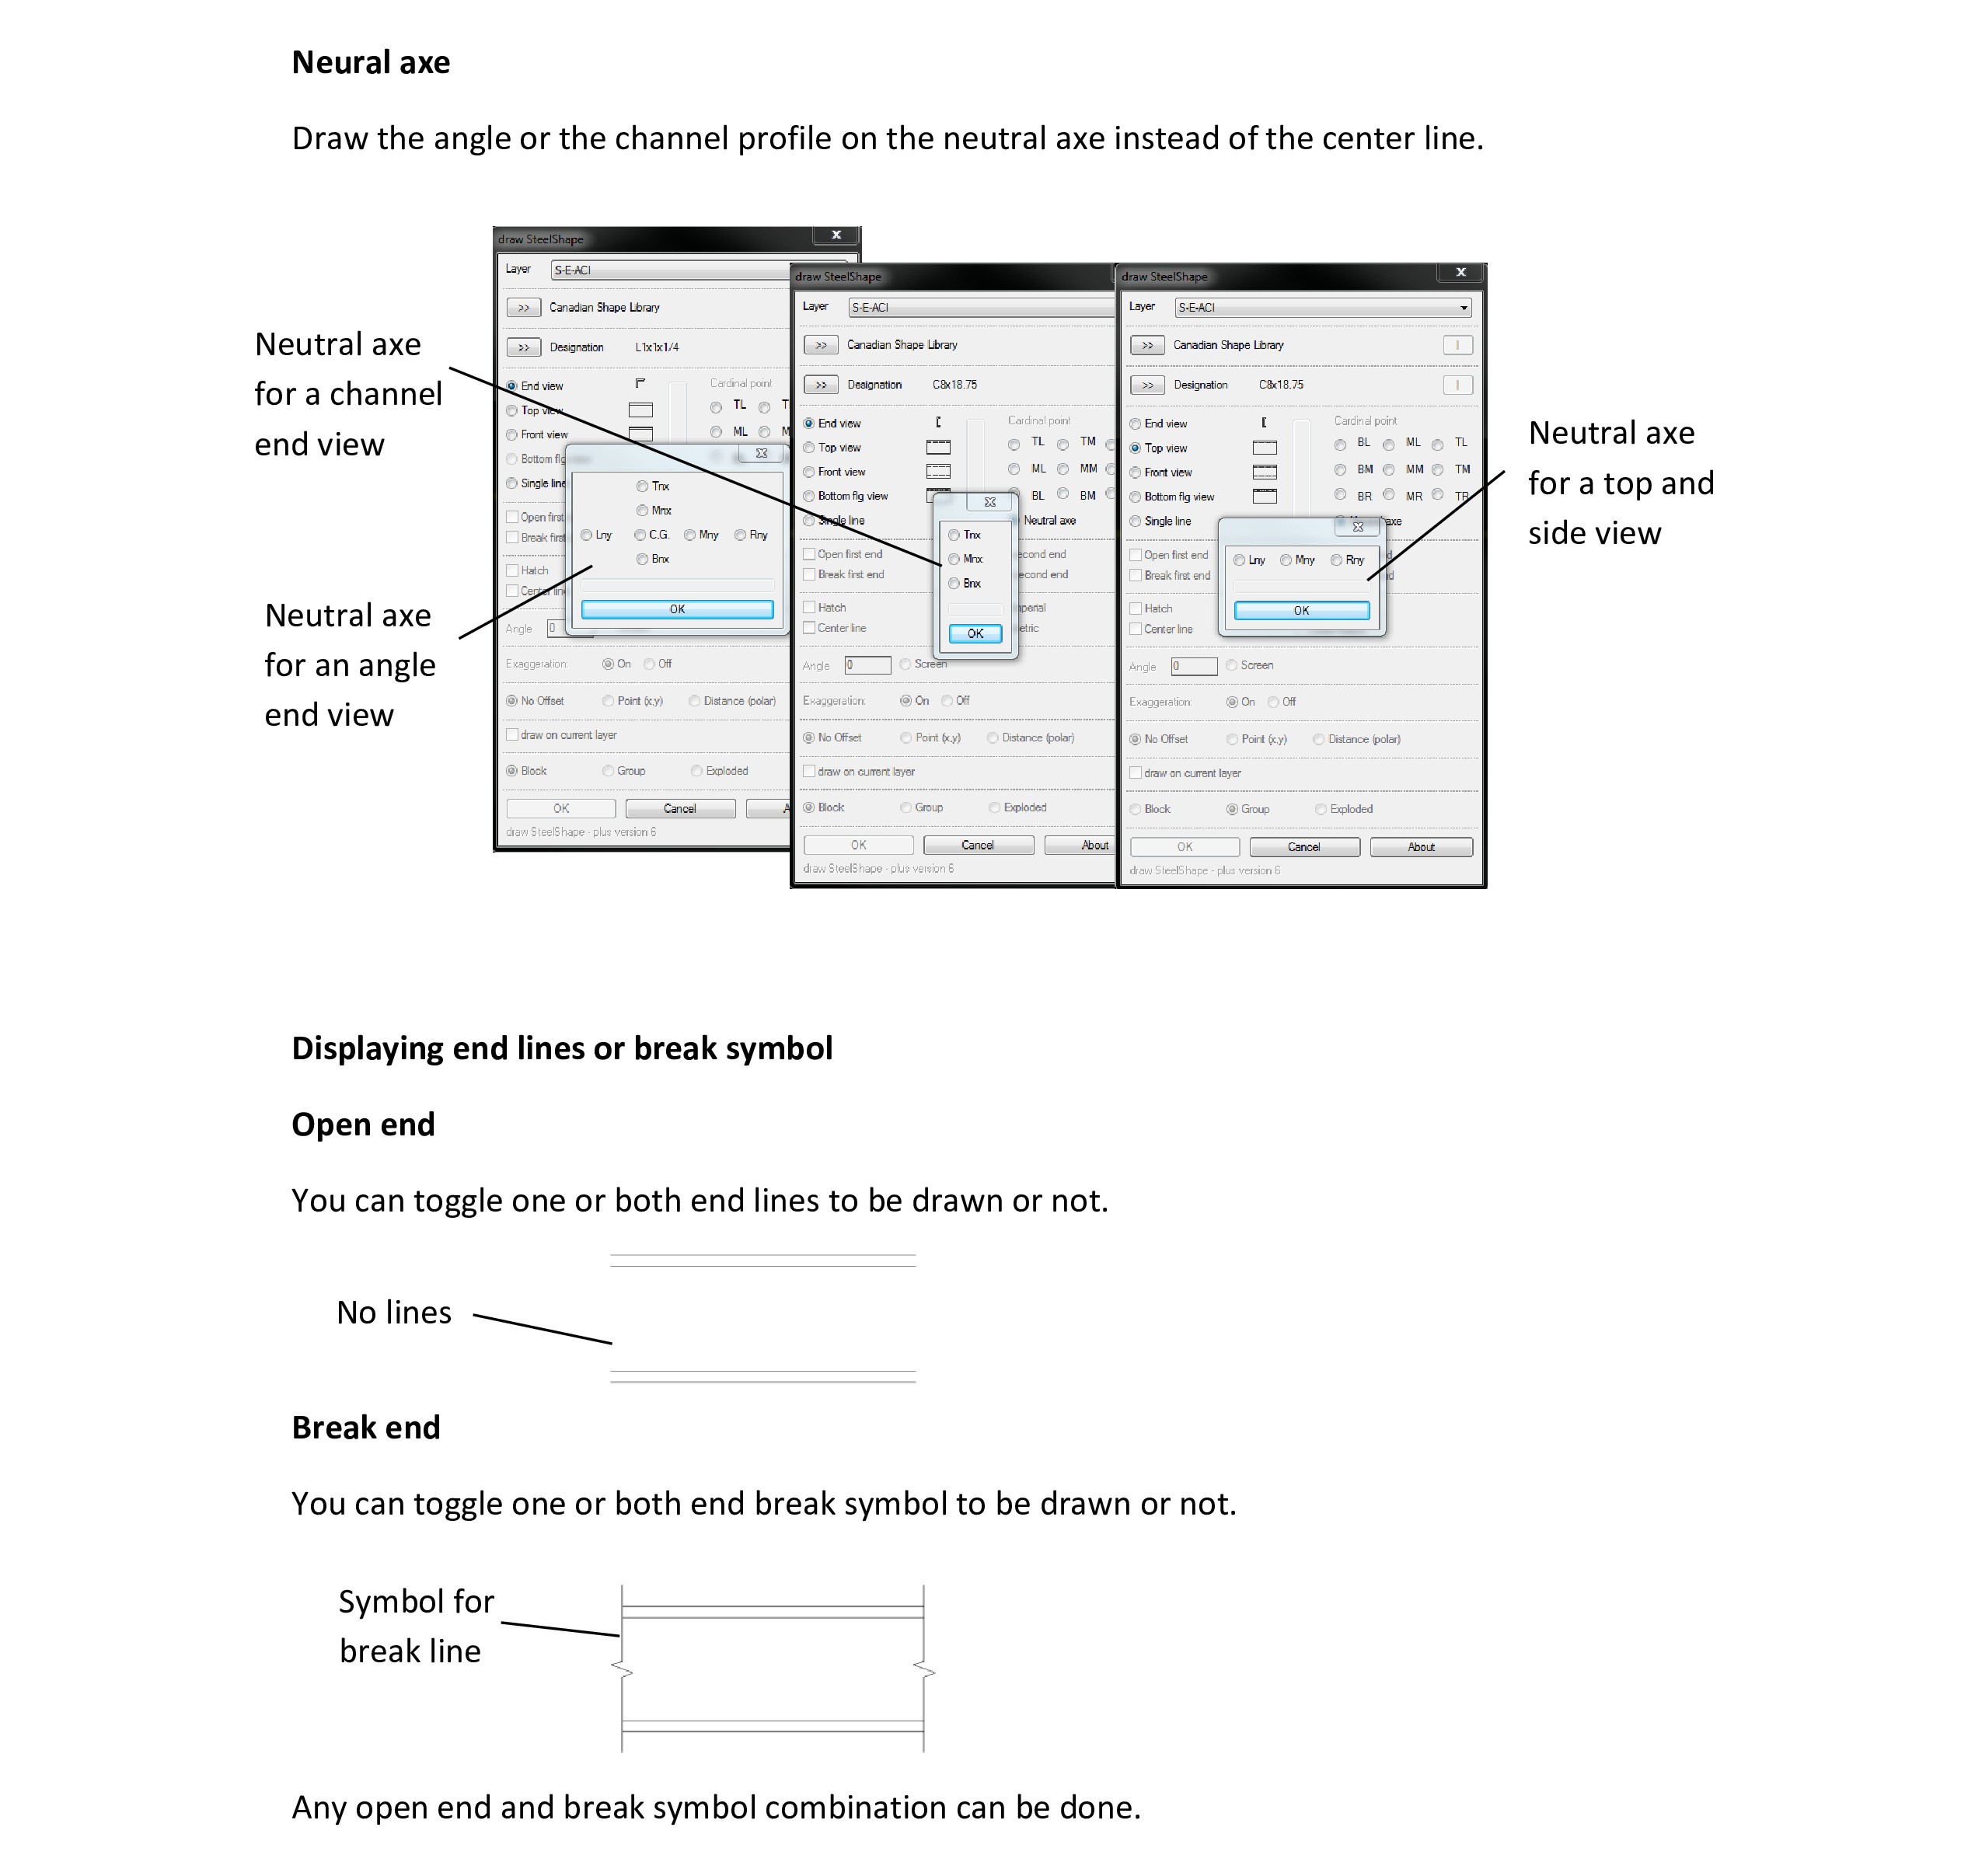 Neural axe
Draw the angle or the channel profile on the neutral axe instead of the center line.
Neutral axe
for a channel
end view
Neutral axe
for an angle
end view
draw SteelShape
Layer S-E-ACI
>> Canadian Shape Library
>> Designation L1x1x1/4
End view Cardinal point
Top view TL
Front view ML
Bottom flg
Single line
Open first
Break first
Hatch
Center line
Angle 0
Exaggeration: On Off
No Offset Point (x,y) Distance (polar)
draw on current layer
Block Group Exploded
OK Cancel
draw SteelShape - plus version 6
Tnx
Mnx
Lny C.G. Mny Rny
Bnx
OK
draw SteelShape
Layer S-E-ACI
>> Canadian Shape Library
>> Designation C8x18.75
End view Cardinal point
Top view TL TM
Front view ML MM
Bottom flg view BL BM
Single line Neutral axe
Open first end econd end
Break first end econd end
Hatch perial
Center line etric
Angle 0 Screen
Exaggeration: On Off
No Offset Point (x,y) Distance (polar)
draw on current layer
Block Group Exploded
OK Cancel About
draw SteelShape - plus version 6
Tnx
Mnx
Bnx
OK
draw SteelShape
Layer S-E-ACI
>> Canadian Shape Library I
>> Designation C8x18.75 I
End view Cardinal point
Top view BL ML TL
Front view BM MM TM
Bottom flg view BR MR TR
Single line axe
Open first end d
Break first end d
Hatch
Center line
Angle 0 Screen
Exaggeration: On Off
No Offset Point (x,y) Distance (polar)
draw on current layer
Block Group Exploded
OK Cancel About
draw SteelShape - plus version 6
Lny Mny Rny
OK
Neutral axe
for a top and
side view
Displaying end lines or break symbol
Open end
You can toggle one or both end lines to be drawn or not.
No lines
Break end
You can toggle one or both end break symbol to be drawn or not.
Symbol for
break line
Any open end and break symbol combination can be done.